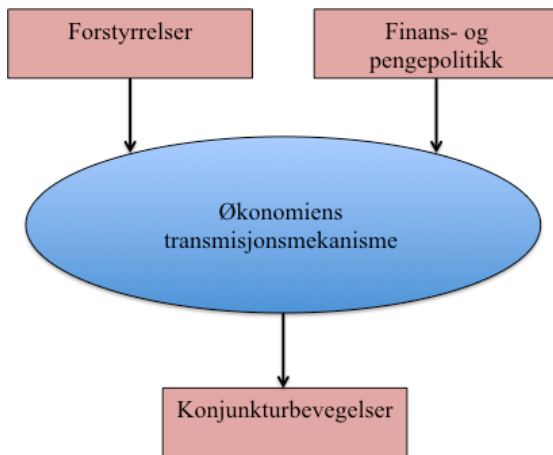 Forstyrrelser
Finans- og
pengepolitikk
Økonomiens
transmisjonsmekanisme
Konjunkturbevegelser